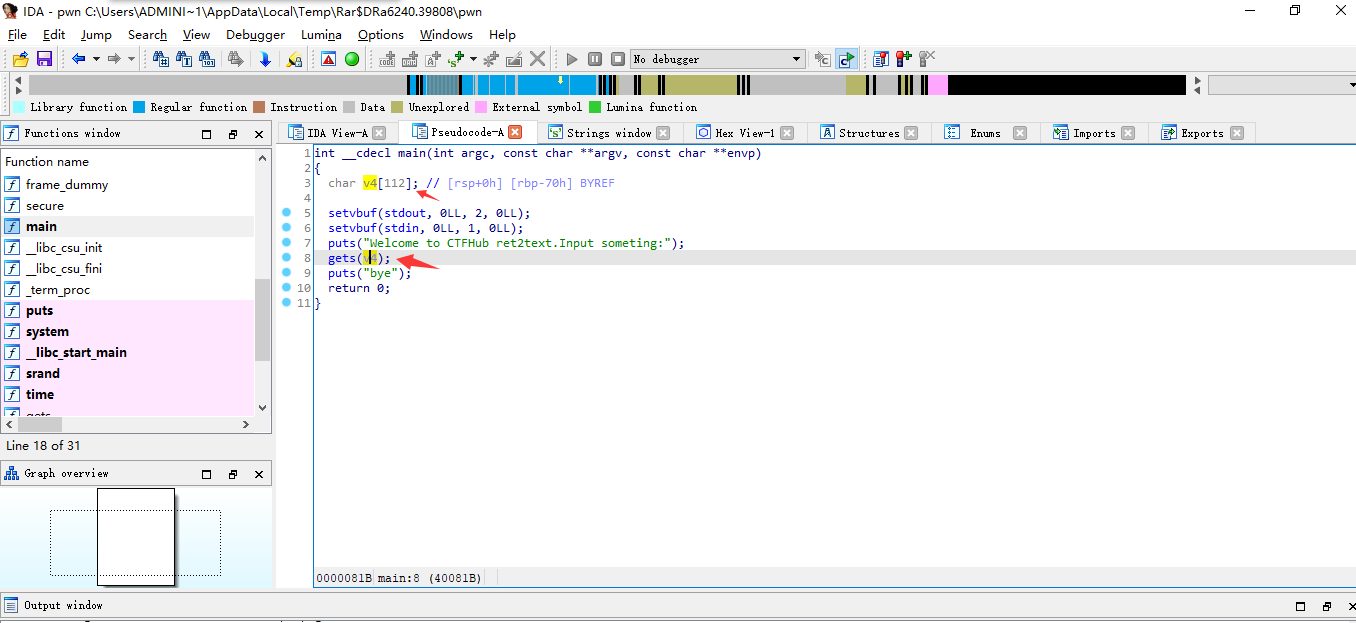 IDA - pwn C:\Users\ADMINI~1\AppData\Local\Temp\Rar$DRa6240.39808\pwn
File Edit Jump Search View Debugger Lumina Options Windows Help
No debugger
Library function Regular function Instruction Data Unexplored External symbol Lumina function
Functions window
IDA View-A Pseudocode-A Strings window Hex View-1 Structures Enums Imports Exports
Function name
frame_dummy
secure
main
__libc_csu_init
__libc_csu_fini
_term_proc
puts
system
__libc_start_main
srand
time
gets
Line 18 of 31
Graph overview
1 int __cdecl main(int argc, const char **argv, const char **envp)
2 {
3 char v4[112]; // [rsp+0h] [rbp-70h] BYREF
4
5 setvbuf(stdout, 0LL, 2, 0LL);
6 setvbuf(stdin, 0LL, 1, 0LL);
7 puts("Welcome to CTFHub ret2text.Input someting:");
8 gets(v4);
9 puts("bye");
10 return 0;
11 }
0000081B main:8 (40081B)
Output window